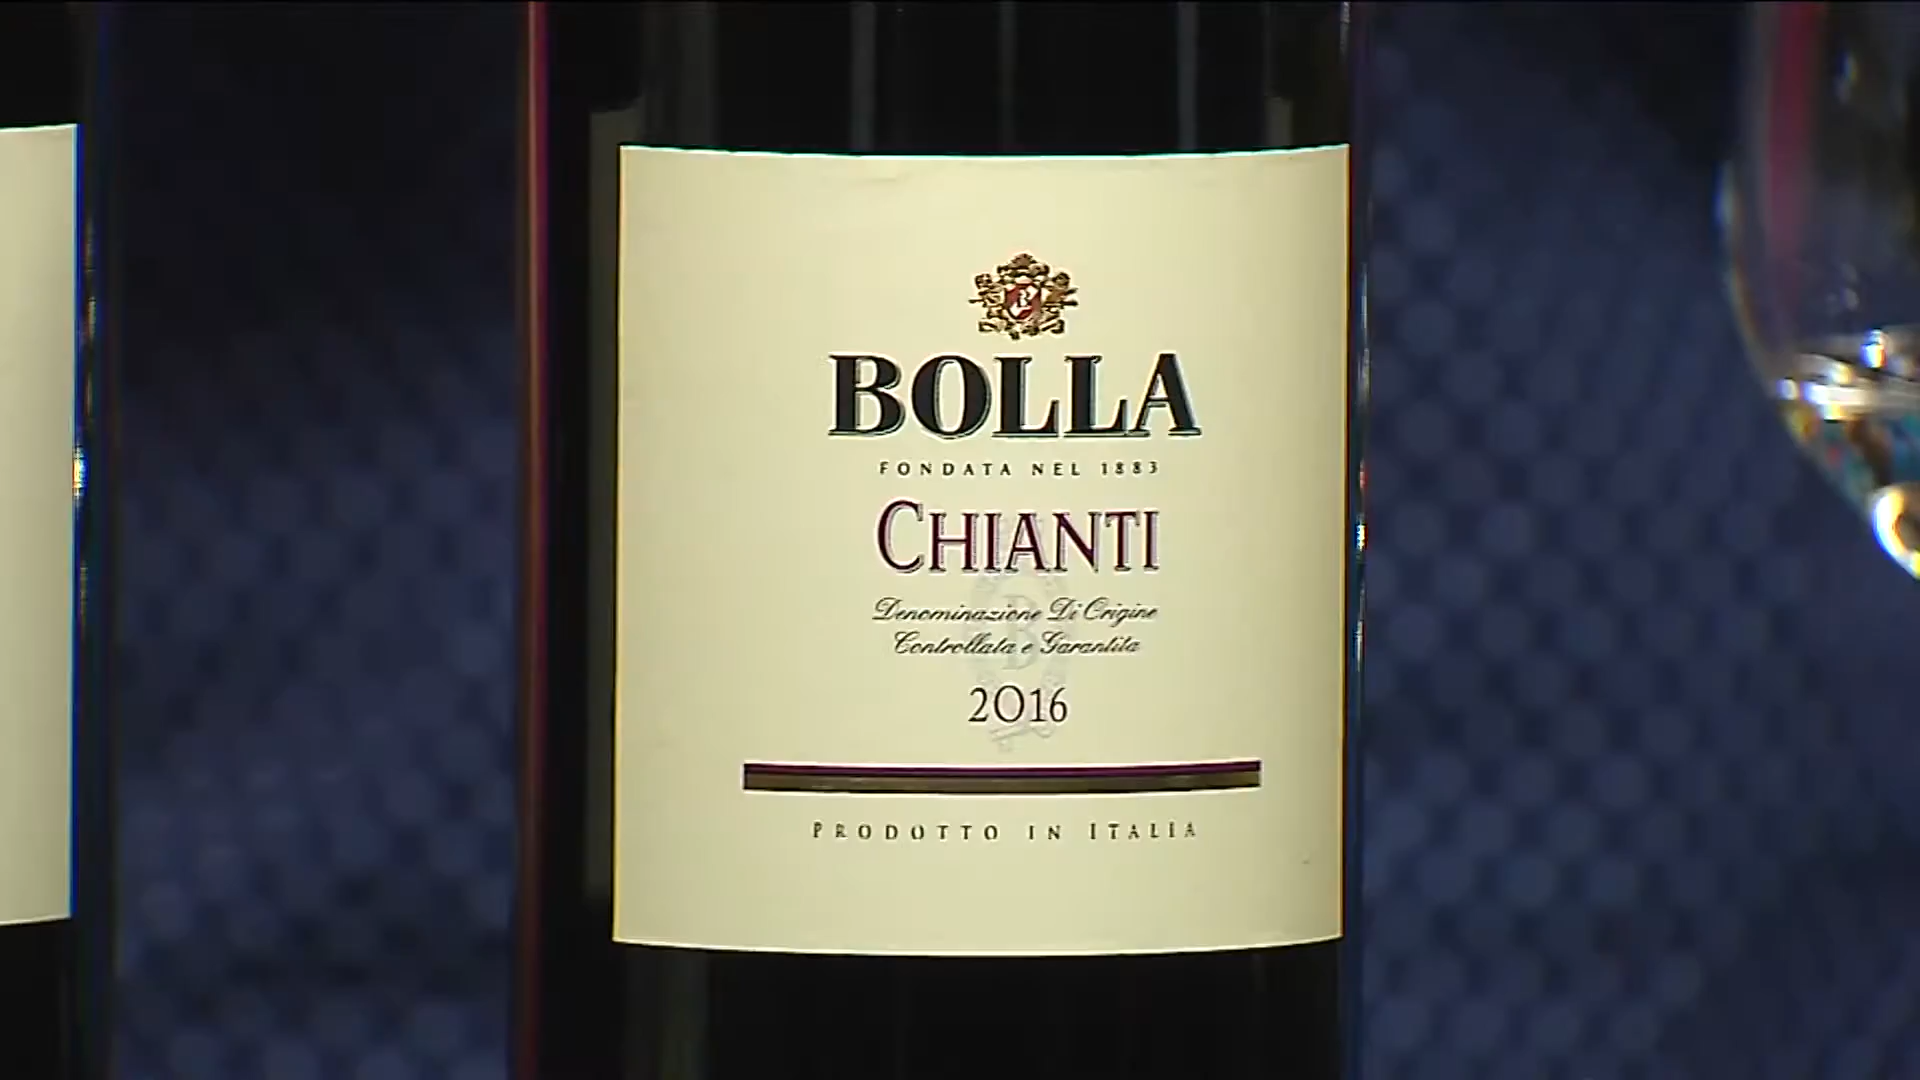 BOLLA
FONDATA NEL 1883
CHIANTI
Denominazione Di Origine
Controllata e Garantita
2016
PRODOTTO IN ITALIA